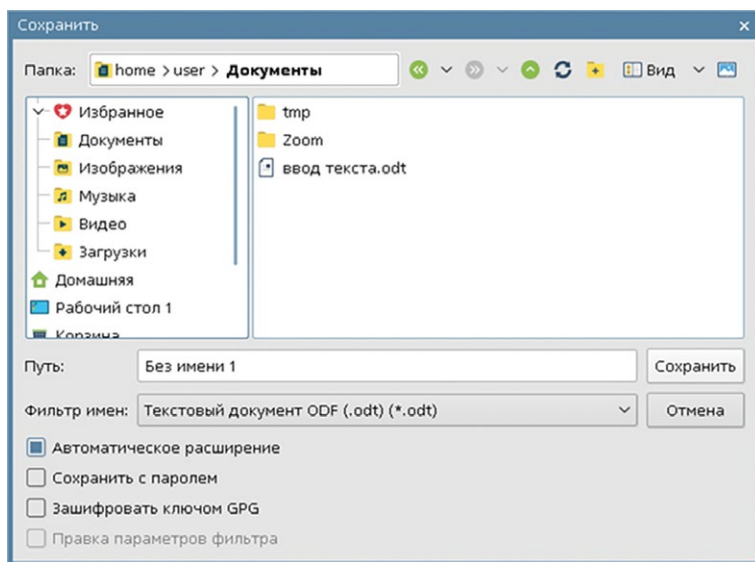 Сохранить
Папка: home > user > Документы Вид
Избранное
Документы
Изображения
Музыка
Видео
Загрузки
Домашняя
Рабочий стол 1
Корзина
tmp
Zoom
ввод текста.odt
Путь: Без имени 1 Сохранить
Фильтр имен: Текстовый документ ODF (.odt) (*.odt) Отмена
Автоматическое расширение
Сохранить с паролем
Зашифровать ключом GPG
Правка параметров фильтра